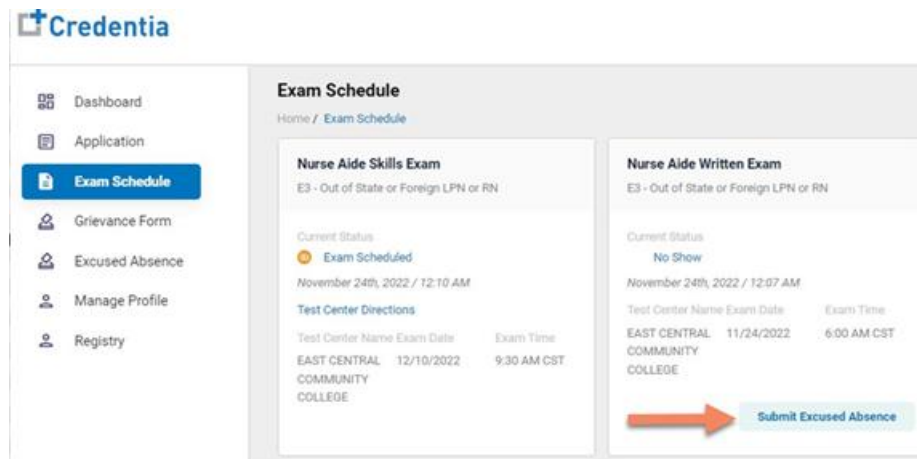 Credentia
Dashboard
Application
Exam Schedule
Grievance Form
Excused Absence
Manage Profile
Registry
Exam Schedule
Home / Exam Schedule
Nurse Aide Skills Exam
E3 - Out of State or Foreign LPN or RN
Current Status
Exam Scheduled
November 24th, 2022 / 12:10 AM
Test Center Directions
Test Center Name Exam Date Exam Time
EAST CENTRAL 12/10/2022 9:30 AM CST
COMMUNITY
COLLEGE
Nurse Aide Written Exam
E3 - Out of State or Foreign LPN or RN
Current Status
No Show
November 24th, 2022 / 12:07 AM
Test Center Name Exam Date Exam Time
EAST CENTRAL 11/24/2022 6:00 AM CST
COMMUNITY
COLLEGE
Submit Excused Absence